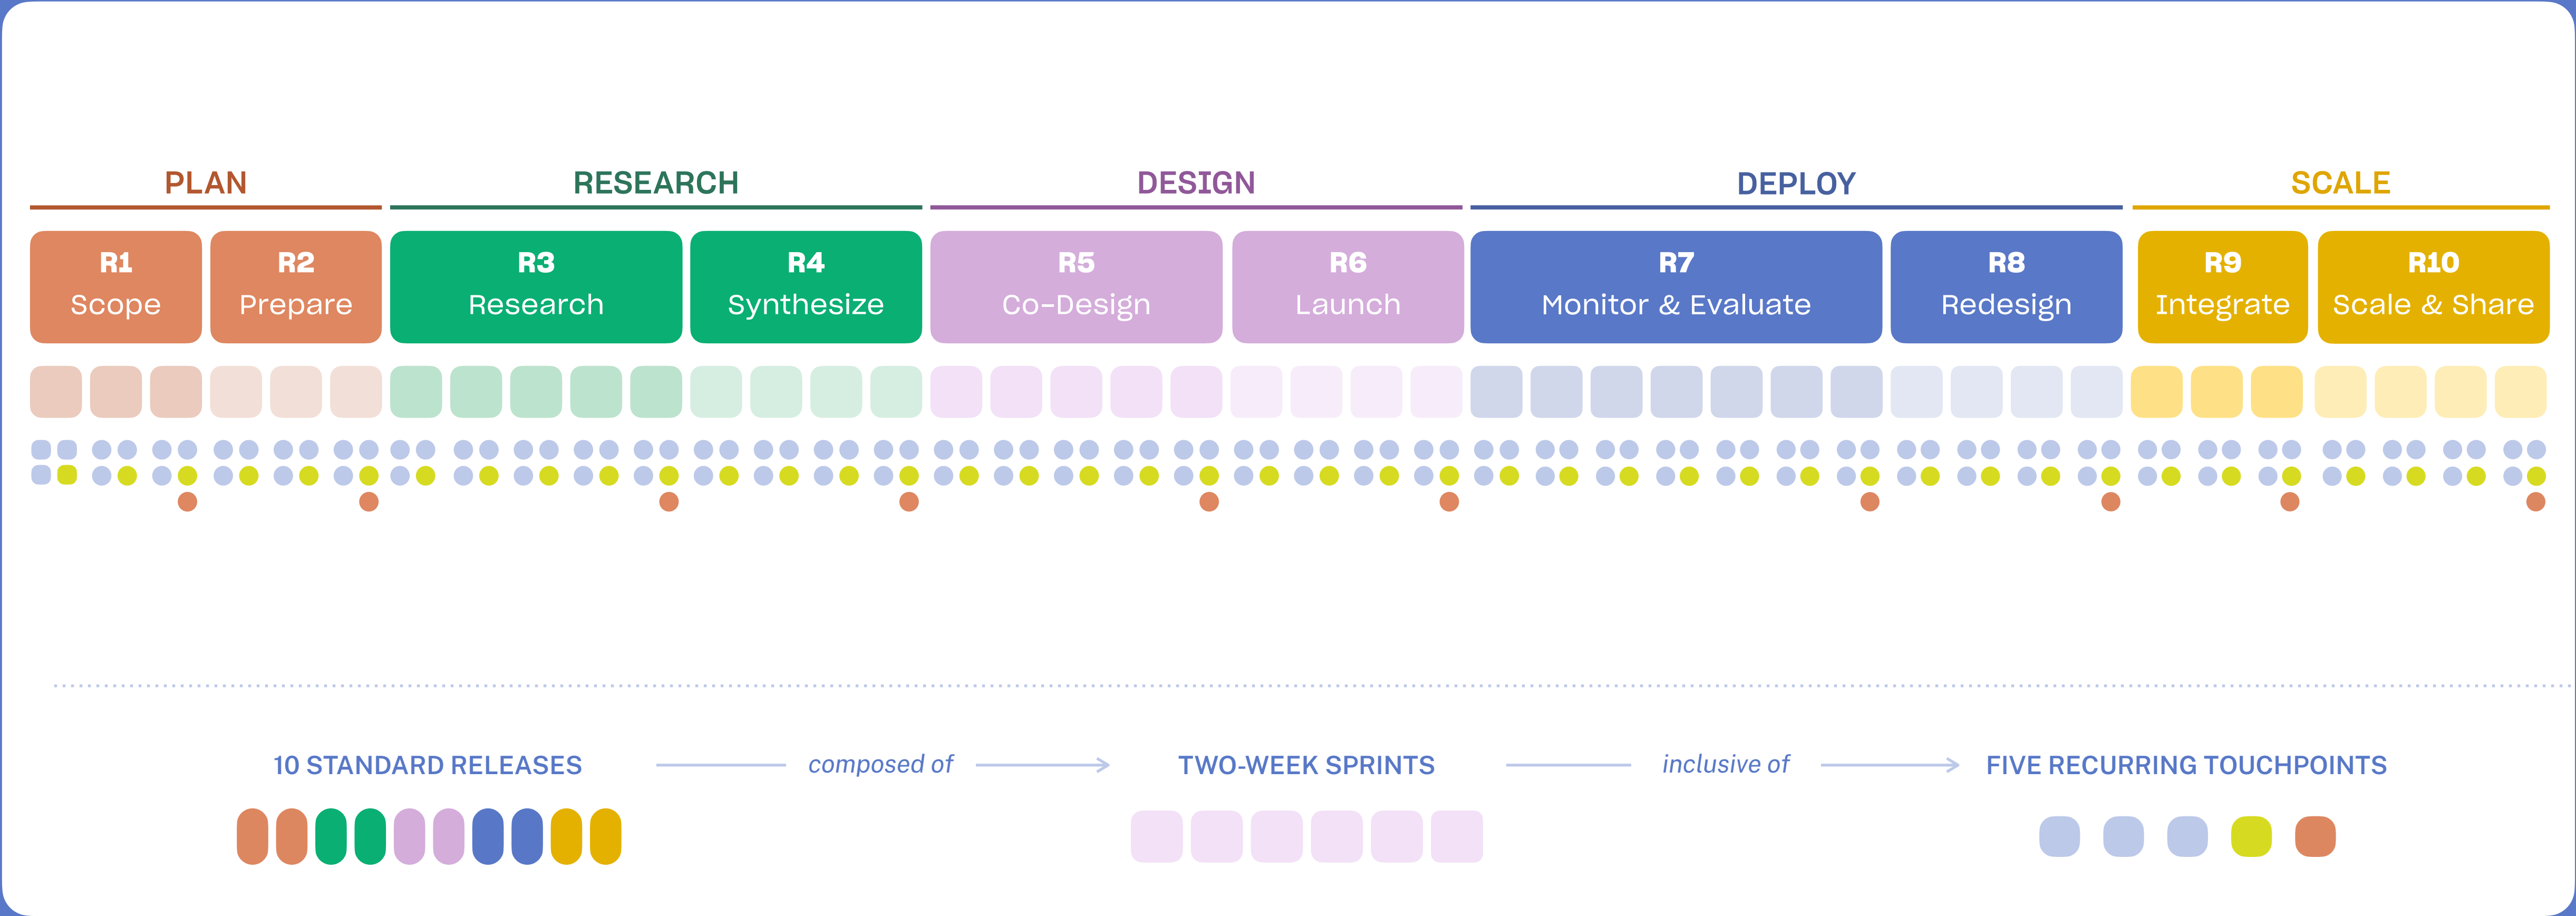 PLAN
RESEARCH
DESIGN
DEPLOY
SCALE
R1
Scope
R2
Prepare
R3
Research
R4
Synthesize
R5
Co-Design
R6
Launch
R7
Monitor & Evaluate
R8
Redesign
R9
Integrate
R10
Scale & Share
10 STANDARD RELEASES
composed of
TWO-WEEK SPRINTS
inclusive of
FIVE RECURRING TOUCHPOINTS